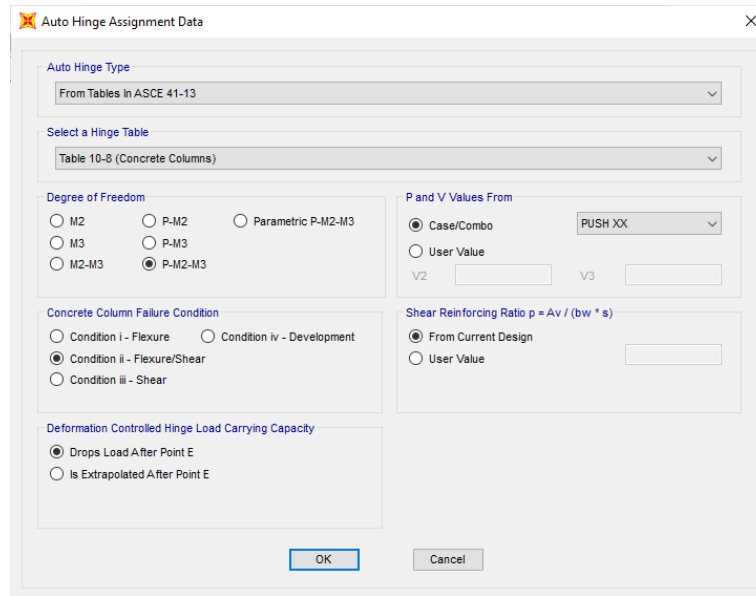 Auto Hinge Assignment Data
Auto Hinge Type
From Tables In ASCE 41-13
Select a Hinge Table
Table 10-8 (Concrete Columns)
Degree of Freedom
M2 P-M2 Parametric P-M2-M3
M3 P-M3
M2-M3 P-M2-M3
P and V Values From
Case/Combo PUSH XX
User Value
V2 V3
Concrete Column Failure Condition
Condition i - Flexure Condition iv - Development
Condition ii - Flexure/Shear
Condition iii - Shear
Shear Reinforcing Ratio p = Av / (bw * s)
From Current Design
User Value
Deformation Controlled Hinge Load Carrying Capacity
Drops Load After Point E
Is Extrapolated After Point E
OK Cancel